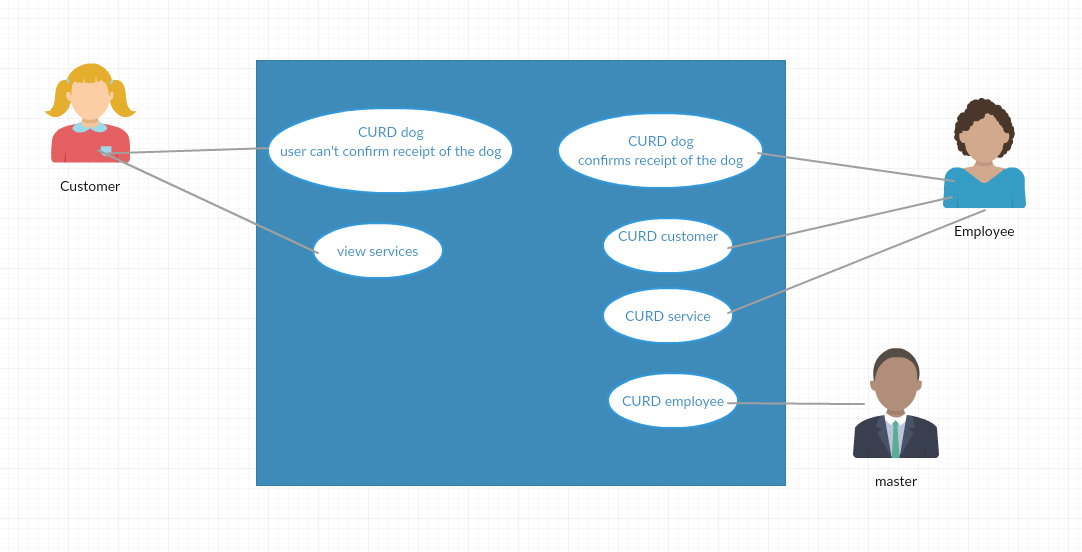 Customer
CURD dog
user can't confirm receipt of the dog
view services
CURD dog
confirms receipt of the dog
CURD customer
CURD service
CURD employee
Employee
master